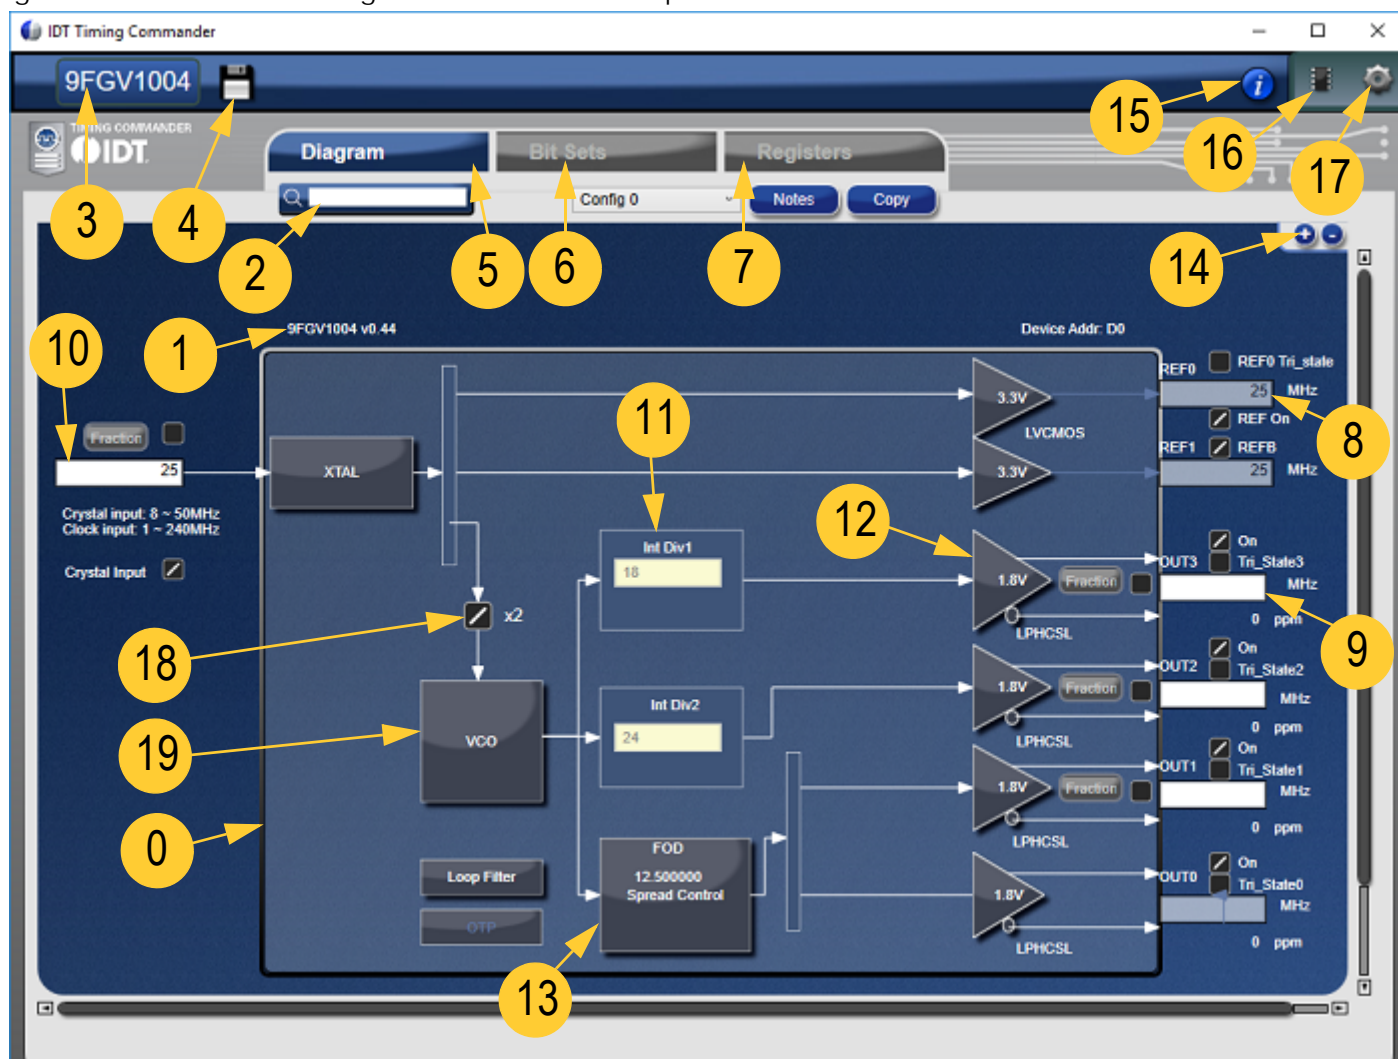 IDT Timing Commander
9FGV1004
i
15
16
17
TIMING COMMANDER
IDT
Diagram
Bit Sets
Registers
3
4
2
5
6
7
Config 0
Notes
Copy
14
+ -
1
9FGV1004 v0.44
Device Addr: D0
10
Fraction
25
Crystal input: 8 ~ 50MHz
Clock input: 1 ~ 240MHz
Crystal Input
XTAL
11
3.3V
LVCMOS
3.3V
REF0
REF0 Tri_state
25 MHz
REF On
8
REF1
REFB
25 MHz
Int Div1
18
12
1.8V
Fraction
LPHCSL
On
OUT3
Tri_State3
MHz
0 ppm
9
18
x2
19
VCO
Int Div2
24
1.8V
Fraction
LPHCSL
On
OUT2
Tri_State2
MHz
0 ppm
0
1.8V
Fraction
LPHCSL
On
OUT1
Tri_State1
MHz
0 ppm
Loop Filter
OTP
FOD
12.500000
Spread Control
13
1.8V
LPHCSL
On
OUT0
Tri_State0
MHz
0 ppm